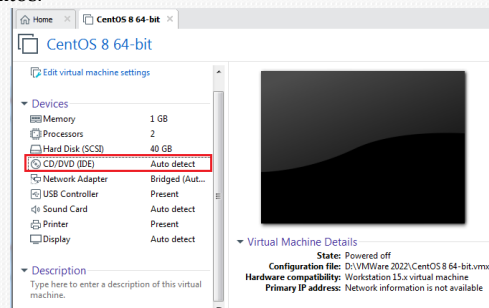 Home × CentOS 8 64-bit ×
CentOS 8 64-bit
Edit virtual machine settings
Devices
Memory 1 GB
Processors 2
Hard Disk (SCSI) 40 GB
CD/DVD (IDE) Auto detect
Network Adapter Bridged (Aut...
USB Controller Present
Sound Card Auto detect
Printer Present
Display Auto detect
Description
Type here to enter a description of this virtual
machine.
Virtual Machine Details
State: Powered off
Configuration file: D:\VMWare 2022\CentOS 8 64-bit.vmx
Hardware compatibility: Workstation 15.x virtual machine
Primary IP address: Network information is not available